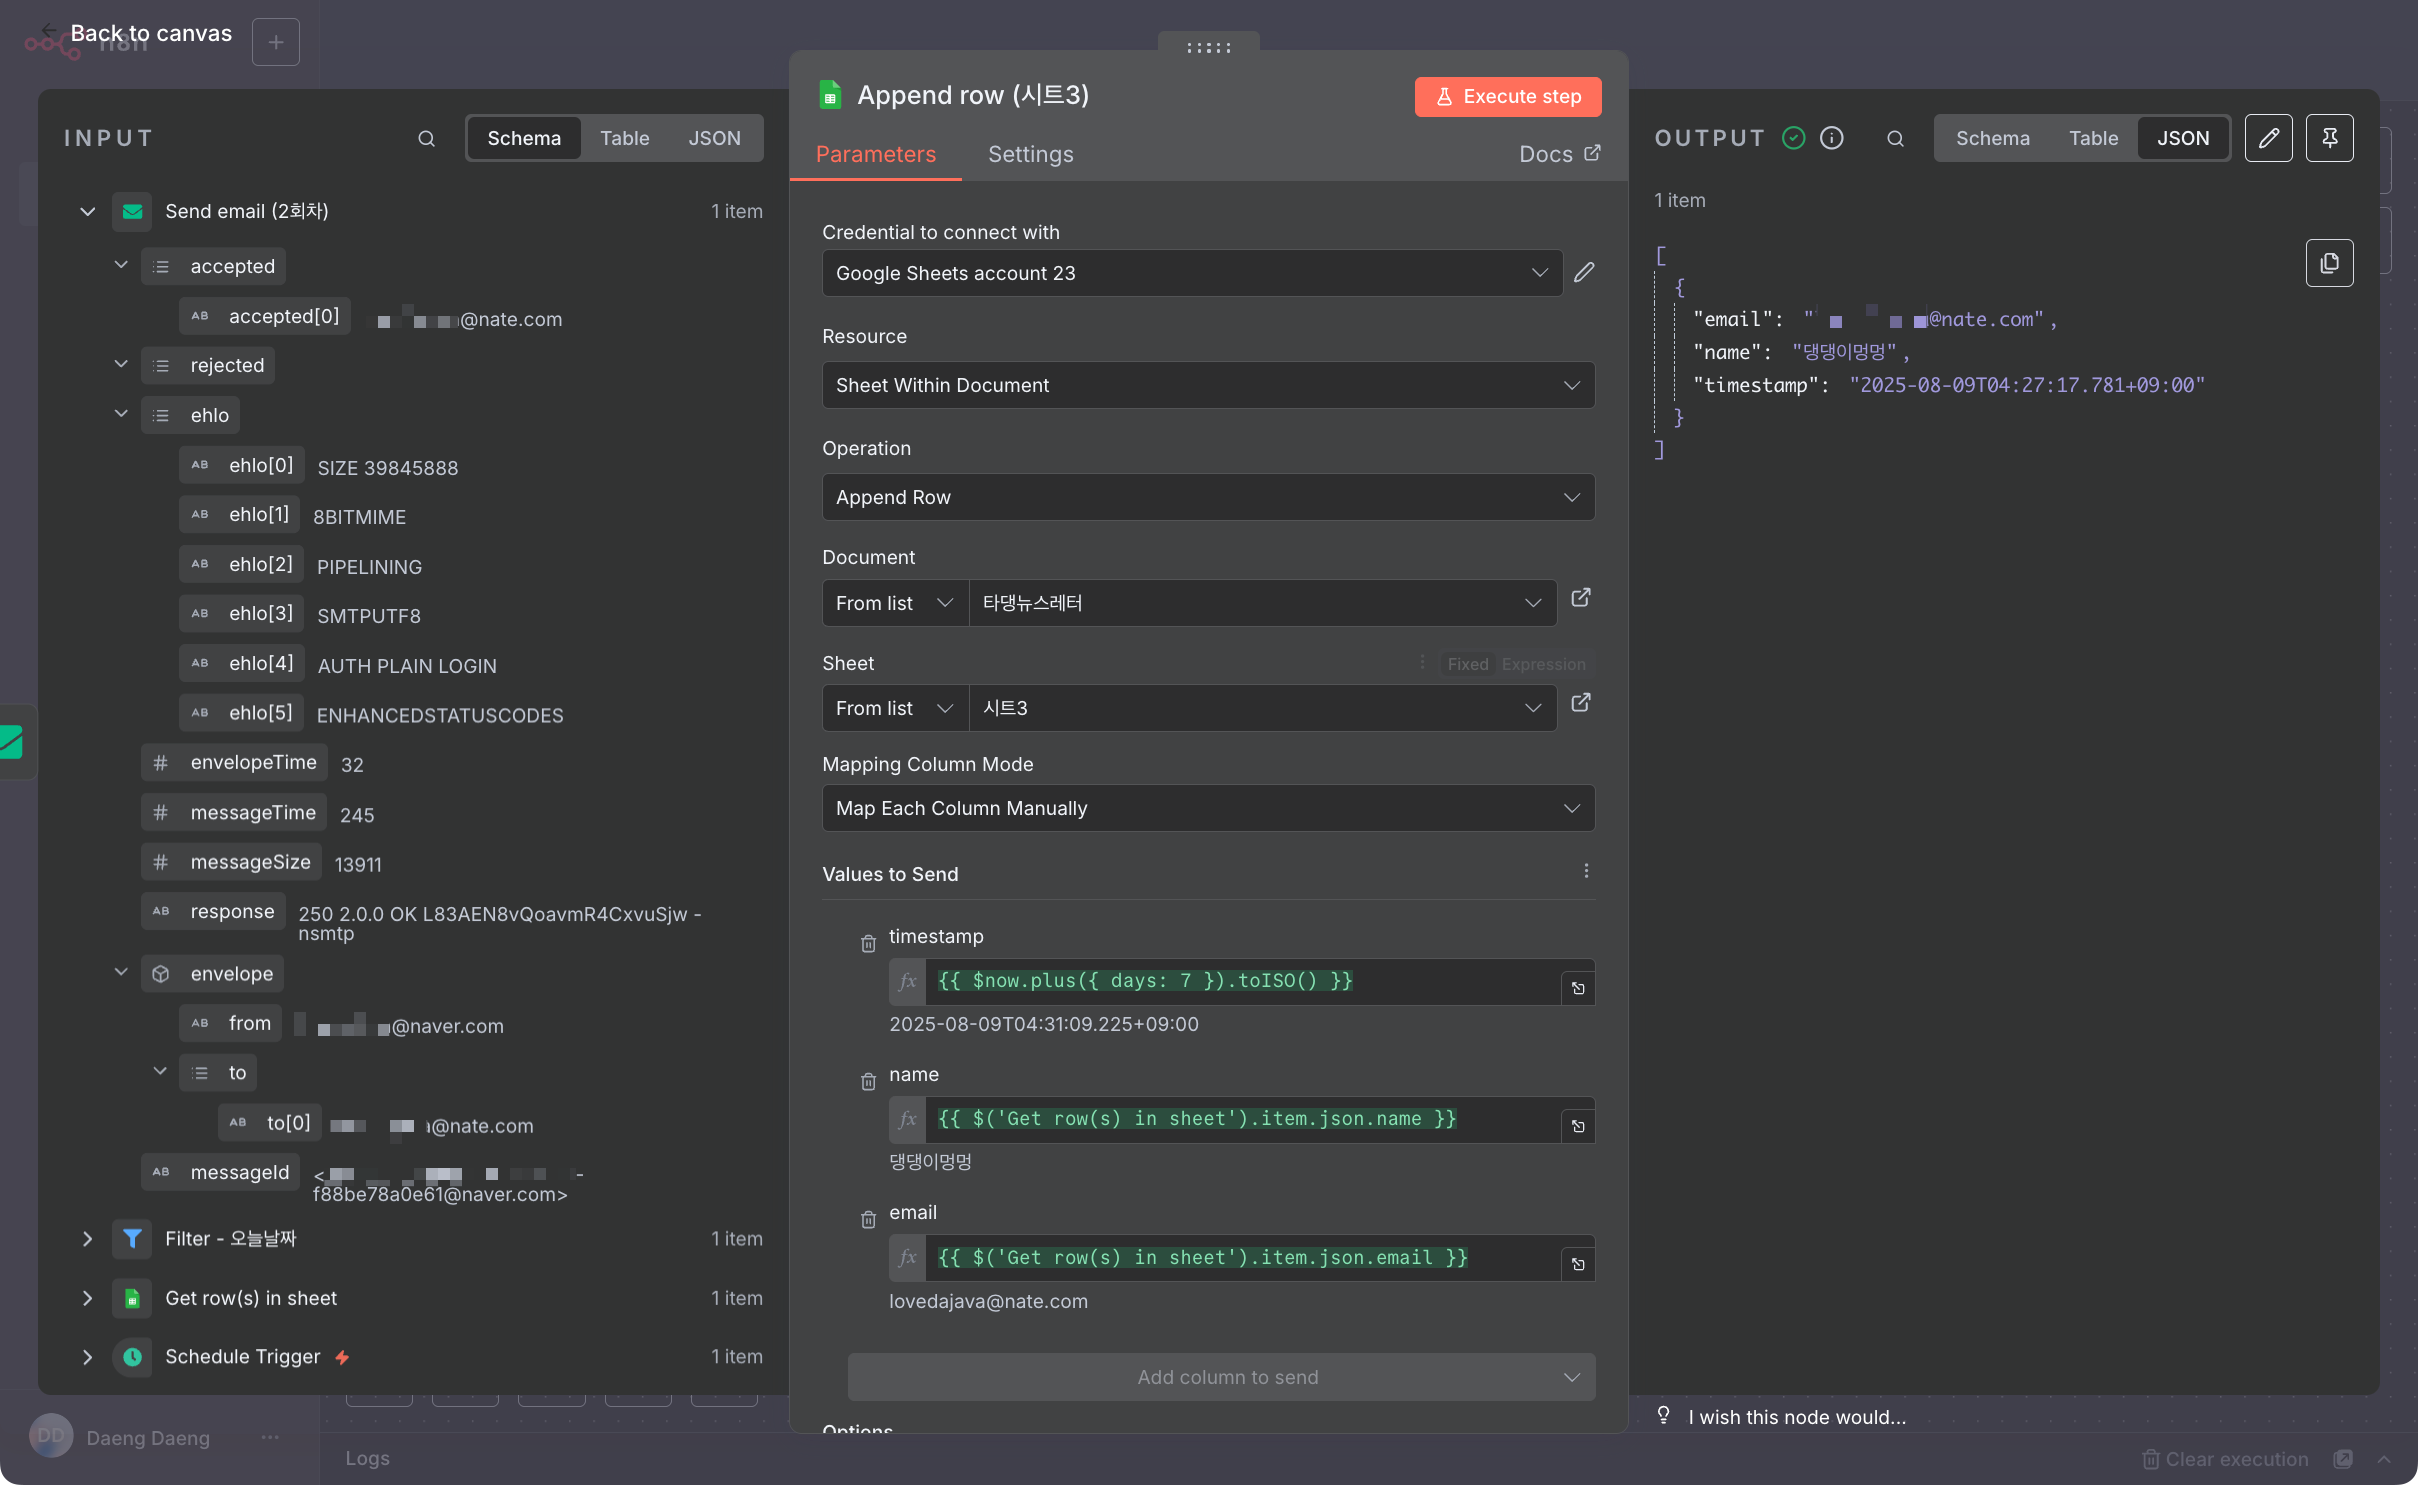 Back to canvas
n8n
INPUT
Schema
Table
JSON
Send email (2회차)
1 item
accepted
accepted[0]
@nate.com
rejected
ehlo
ehlo[0]
SIZE 39845888
ehlo[1]
8BITMIME
ehlo[2]
PIPELINING
ehlo[3]
SMTPUTF8
ehlo[4]
AUTH PLAIN LOGIN
ehlo[5]
ENHANCEDSTATUSCODES
envelopeTime
32
messageTime
245
messageSize
13911
response
250 2.0.0 OK L83AEN8vQoavmR4CxvuSjw -
nsmtp
envelope
from
@naver.com
to
to[0]
@nate.com
messageId
<
-
f88be78a0e61@naver.com>
Filter - 오늘날짜
1 item
Get row(s) in sheet
1 item
Schedule Trigger
1 item
DD
Daeng Daeng
Logs
Append row (시트3)
Execute step
Parameters
Settings
Docs
Credential to connect with
Google Sheets account 23
Resource
Sheet Within Document
Operation
Append Row
Document
From list
타댕뉴스레터
Sheet
Fixed
Expression
From list
시트3
Mapping Column Mode
Map Each Column Manually
Values to Send
timestamp
fx
{{ $now.plus({ days: 7 }).toISO() }}
2025-08-09T04:31:09.225+09:00
name
fx
{{ $('Get row(s) in sheet').item.json.name }}
댕댕이멍멍
email
fx
{{ $('Get row(s) in sheet').item.json.email }}
lovedajava@nate.com
Add column to send
Options
OUTPUT
Schema
Table
JSON
1 item
[
{
"email": "@nate.com",
"name": "댕댕이멍멍",
"timestamp": "2025-08-09T04:27:17.781+09:00"
}
]
I wish this node would...
Clear execution